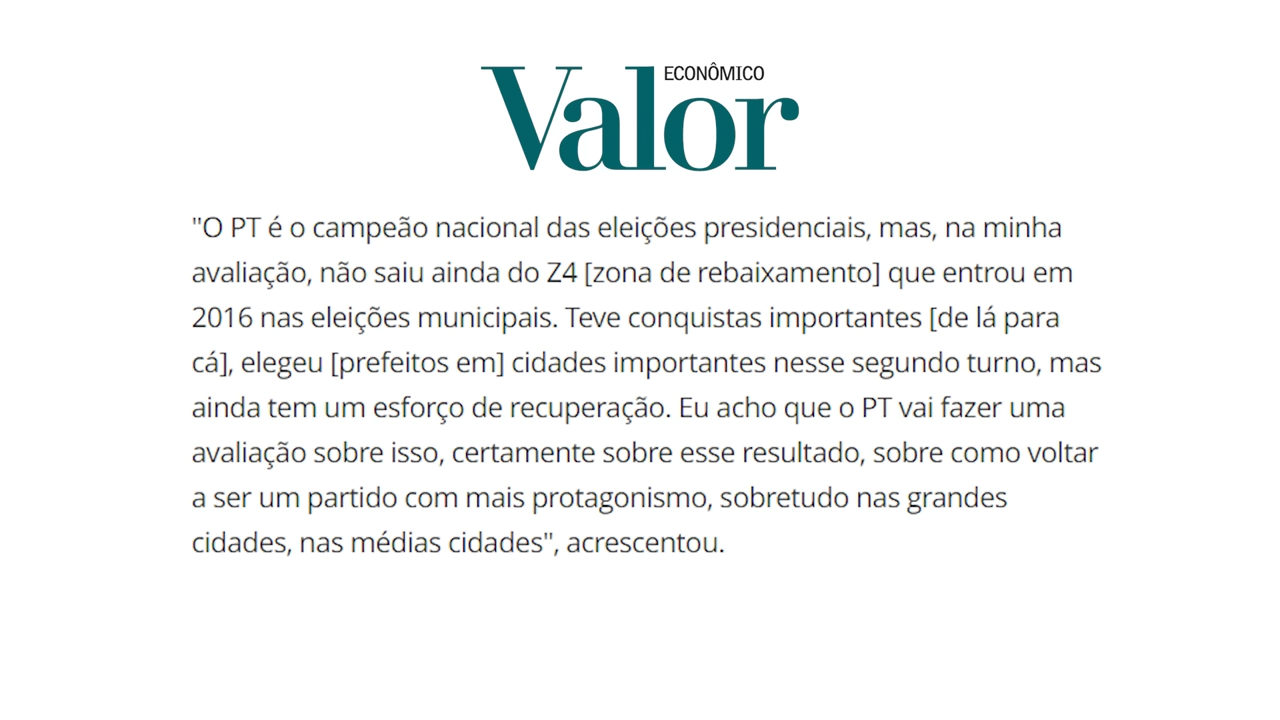 Valor ECONÔMICO
"O PT é o campeão nacional das eleições presidenciais, mas, na minha
avaliação, não saiu ainda do Z4 [zona de rebaixamento] que entrou em
2016 nas eleições municipais. Teve conquistas importantes [de lá para
cá], elegeu [prefeitos em] cidades importantes nesse segundo turno, mas
ainda tem um esforço de recuperação. Eu acho que o PT vai fazer uma
avaliação sobre isso, certamente sobre esse resultado, sobre como voltar
a ser um partido com mais protagonismo, sobretudo nas grandes
cidades, nas médias cidades", acrescentou.